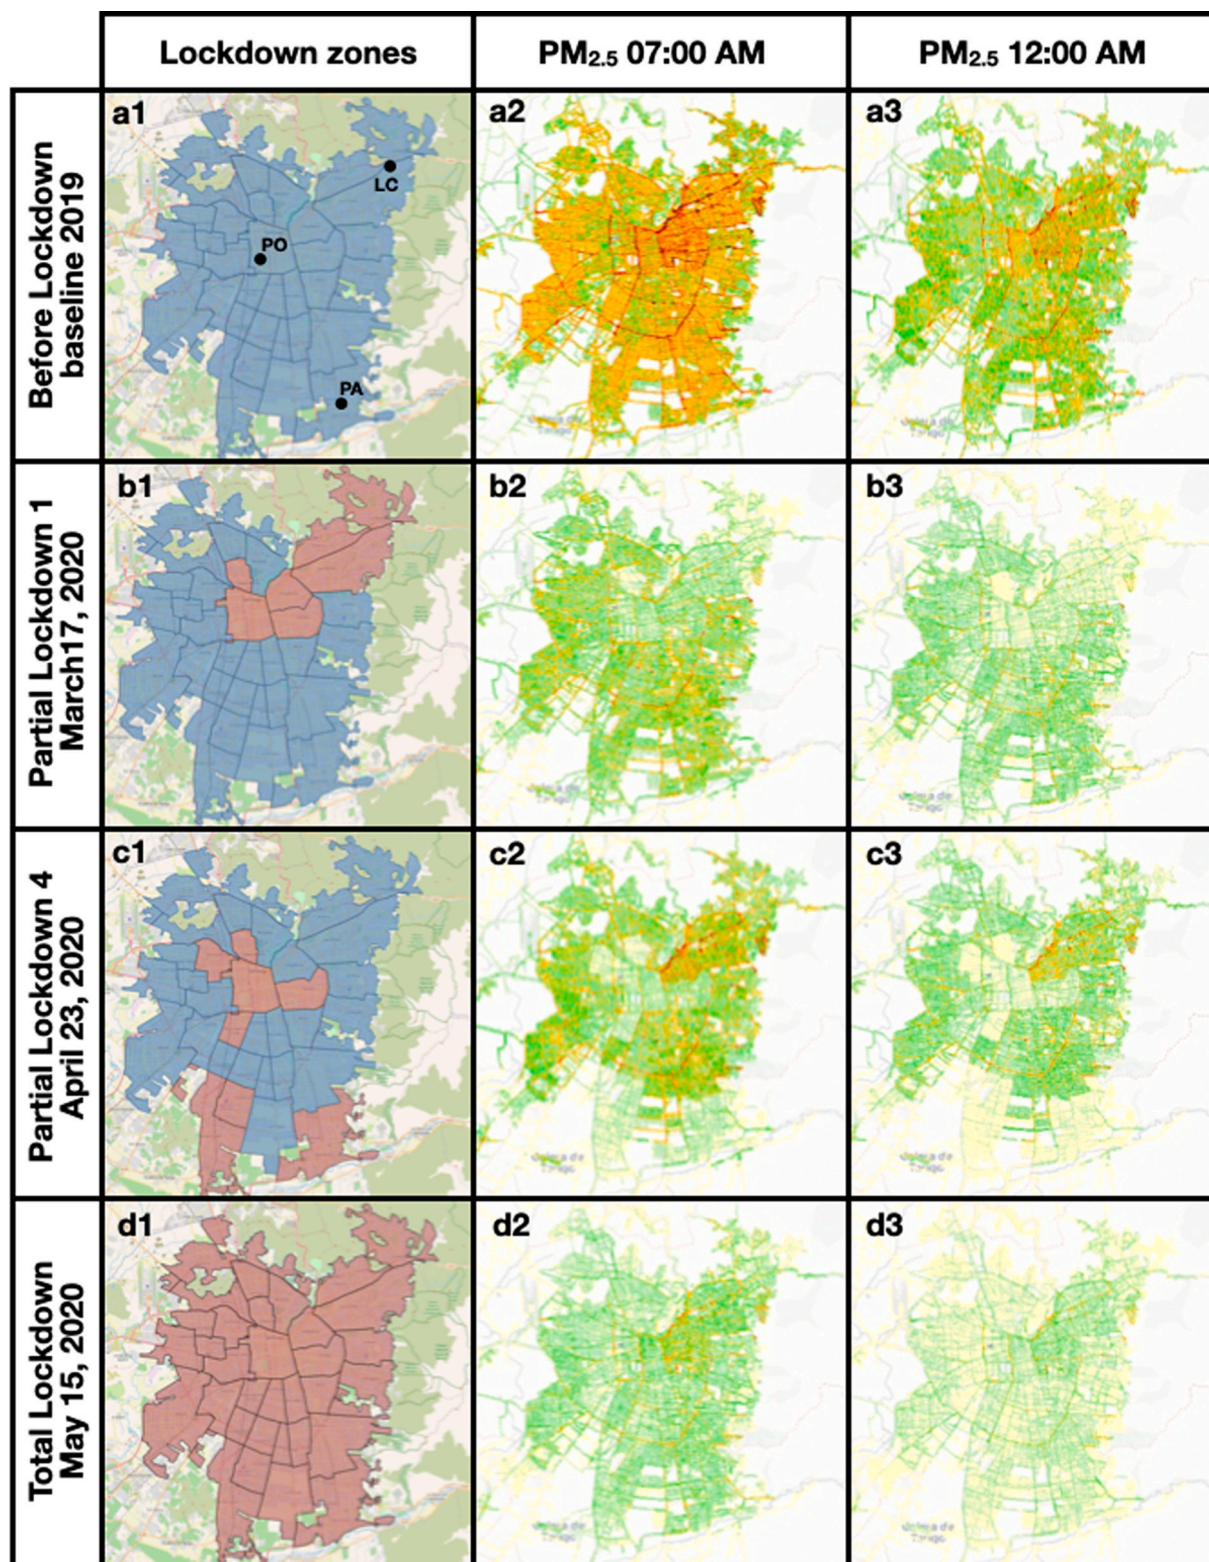 Lockdown zones
PM2.5 07:00 AM
PM2.5 12:00 AM
Before Lockdown
baseline 2019
a1
LC
PO
PA
a2
a3
Partial Lockdown 1
March17, 2020
b1
b2
b3
Partial Lockdown 4
April 23, 2020
c1
c2
c3
Total Lockdown
May 15, 2020
d1
d2
d3